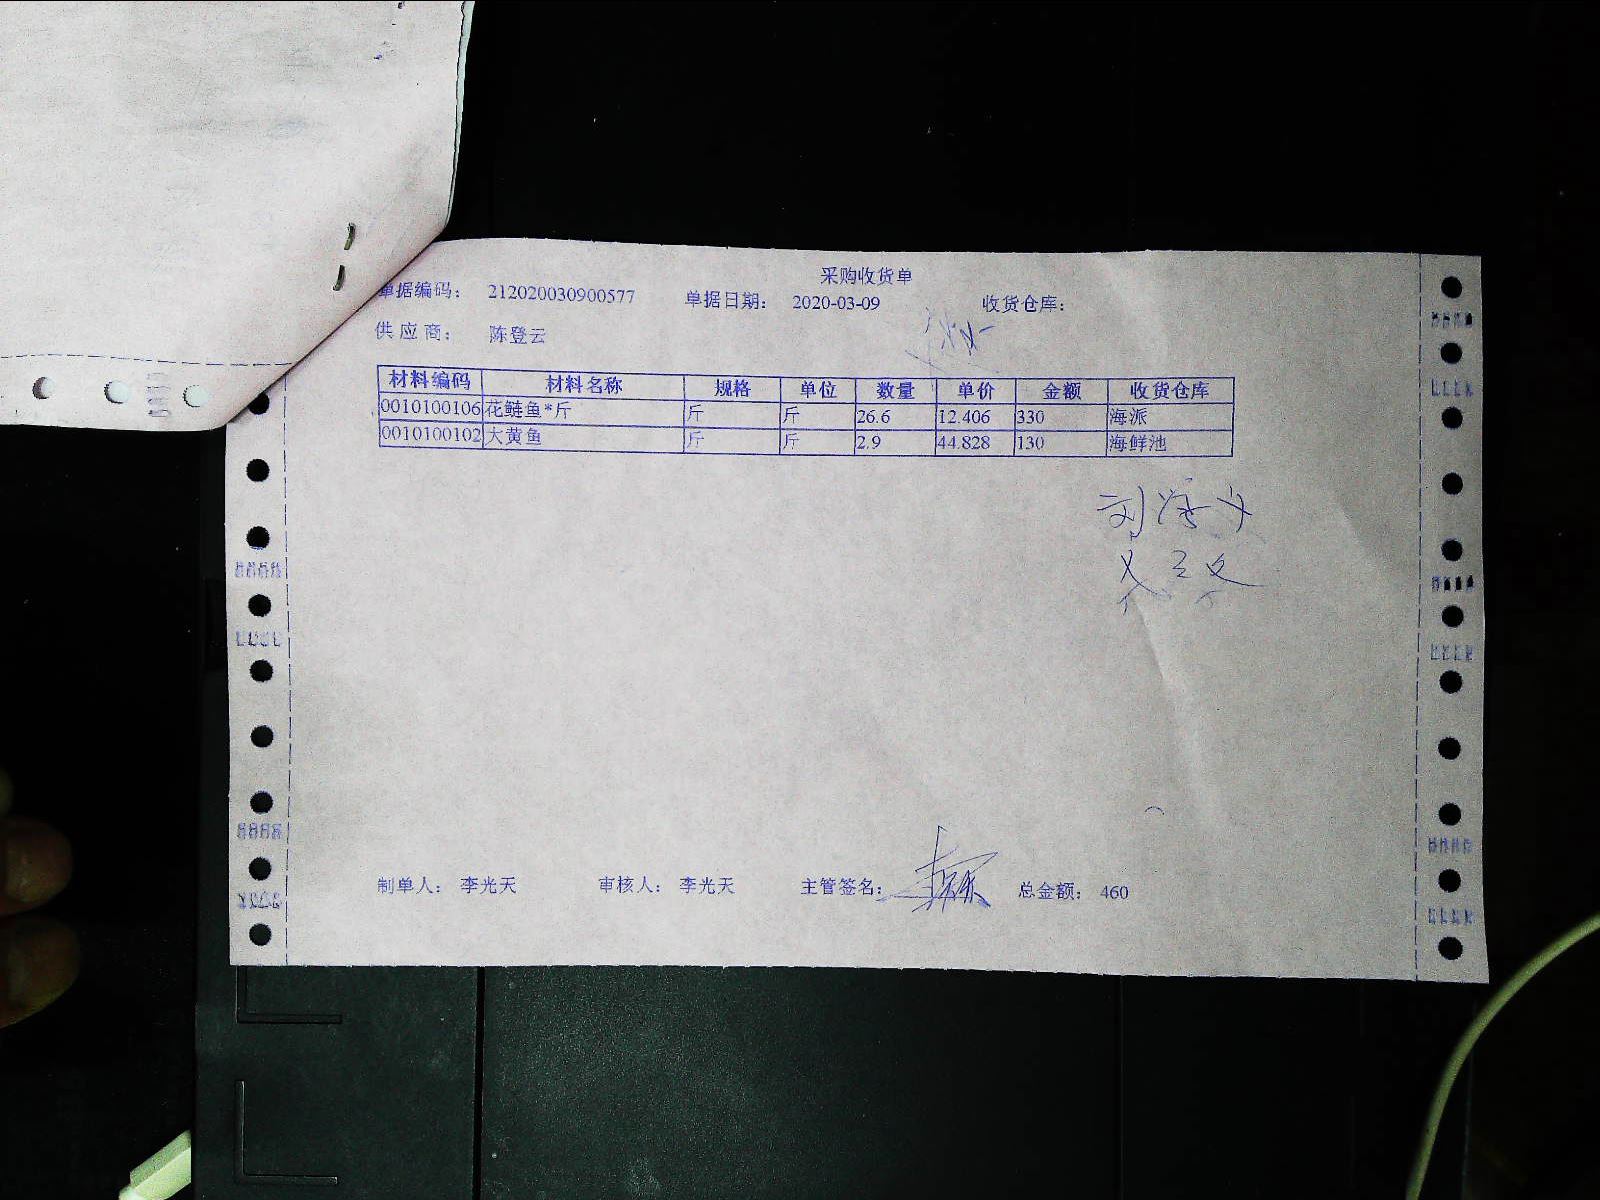 采购收货单
单据编码： 212020030900577 单据日期： 2020-03-09 收货仓库：
供应商： 陈登云
材料编码 材料名称 规格 单位 数量 单价 金额 收货仓库
0010100106 花鲢鱼*斤 斤 斤 26.6 12.406 330 海派
0010100102 大黄鱼 斤 斤 2.9 44.828 130 海鲜池
制单人： 李光天 审核人： 李光天 主管签名： 总金额： 460